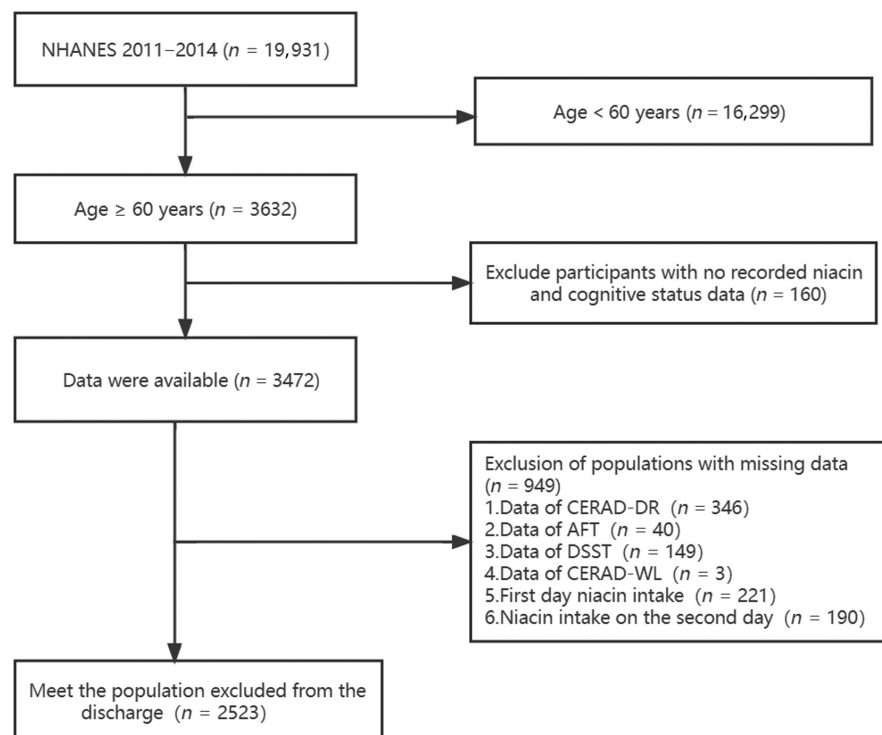 NHANES 2011–2014 (n = 19,931)
Age < 60 years (n = 16,299)
Age ≥ 60 years (n = 3632)
Exclude participants with no recorded niacin
and cognitive status data (n = 160)
Data were available (n = 3472)
Exclusion of populations with missing data
(n = 949)
1.Data of CERAD-DR (n = 346)
2.Data of AFT (n = 40)
3.Data of DSST (n = 149)
4.Data of CERAD-WL (n = 3)
5.First day niacin intake (n = 221)
6.Niacin intake on the second day (n = 190)
Meet the population excluded from the
discharge (n = 2523)